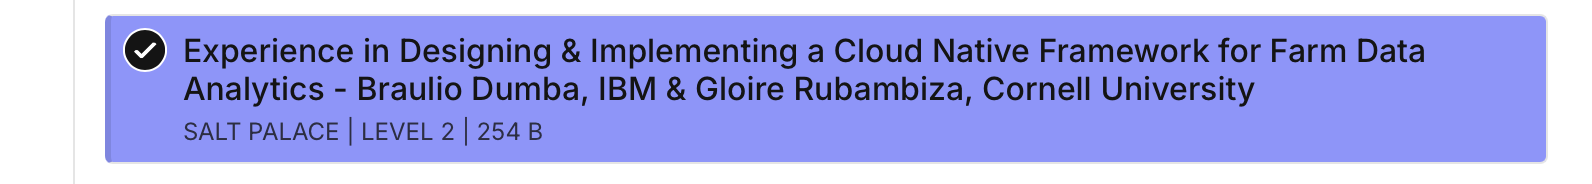 Experience in Designing & Implementing a Cloud Native Framework for Farm Data
Analytics - Braulio Dumba, IBM & Gloire Rubambiza, Cornell University
SALT PALACE | LEVEL 2 | 254 B